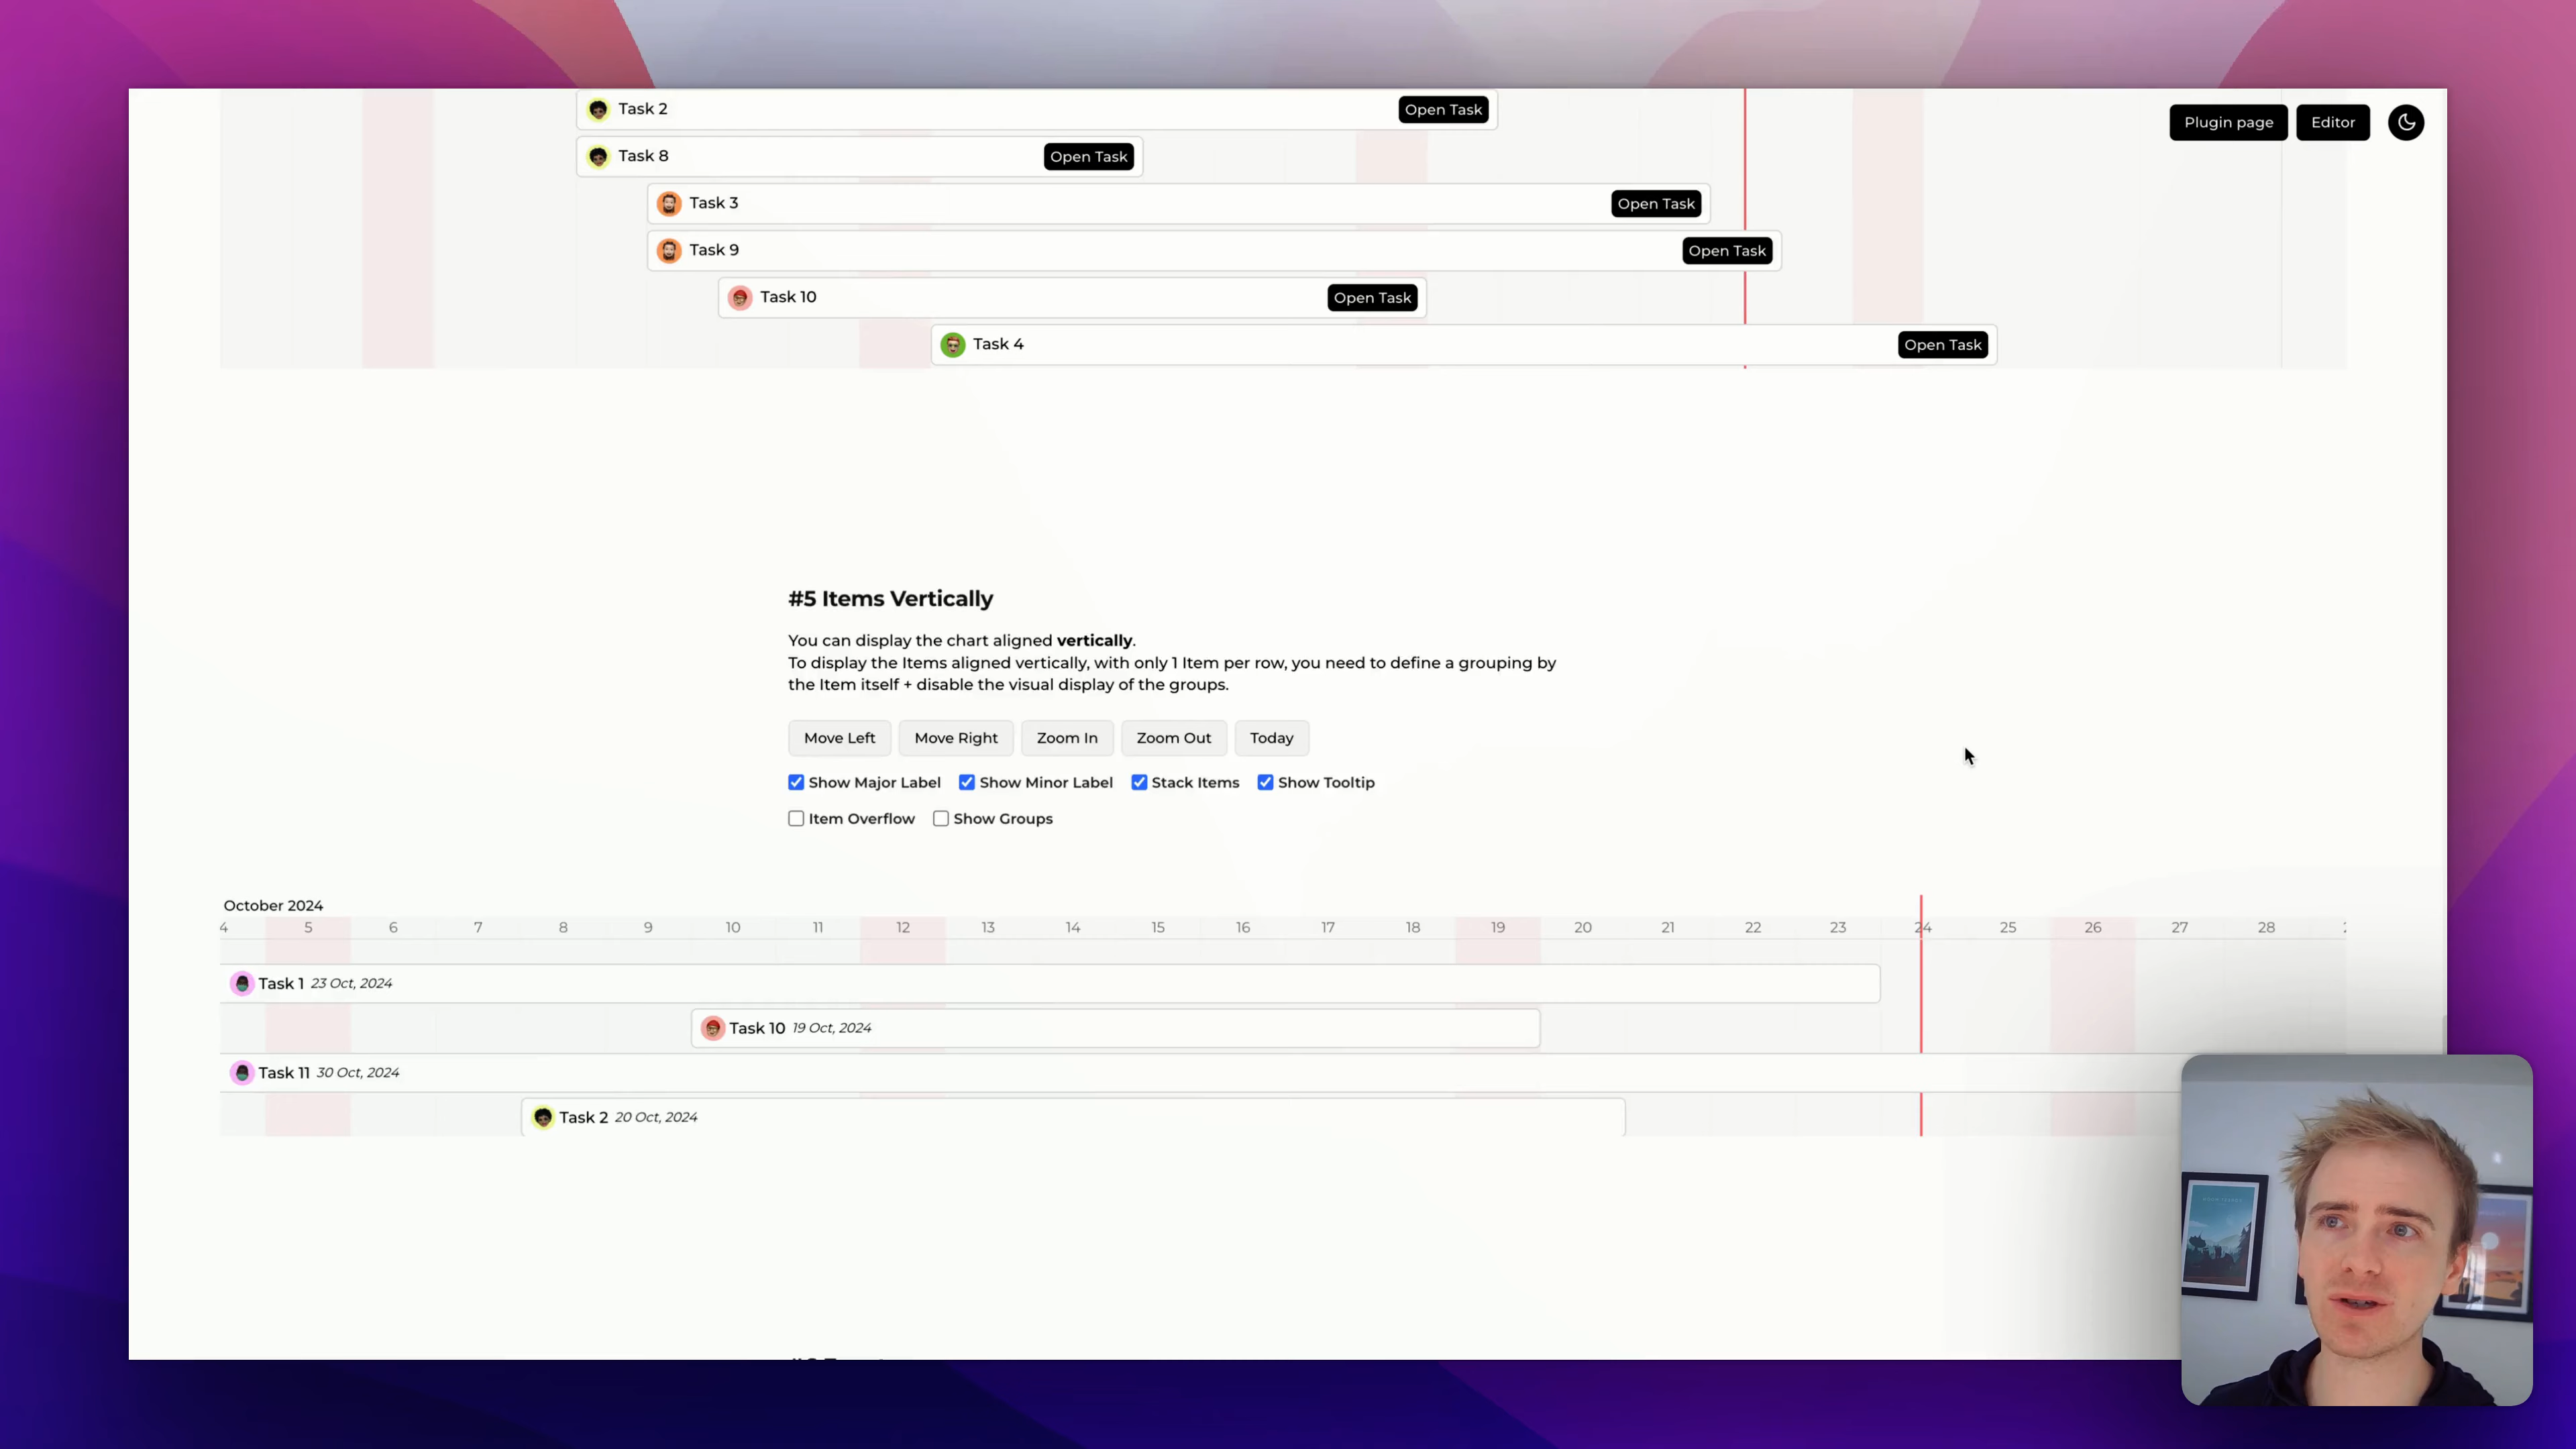 Task 2 Open Task
Plugin page Editor
Task 8 Open Task
Task 3 Open Task
Task 9 Open Task
Task 10 Open Task
Task 4 Open Task
#5 Items Vertically
You can display the chart aligned vertically.
To display the Items aligned vertically, with only 1 Item per row, you need to define a grouping by
the Item itself + disable the visual display of the groups.
Move Left Move Right Zoom In Zoom Out Today
Show Major Label Show Minor Label Stack Items Show Tooltip
Item Overflow Show Groups
October 2024
4 5 6 7 8 9 10 11 12 13 14 15 16 17 18 19 20 21 22 23 24 25 26 27 28
Task 1 23 Oct, 2024
Task 10 19 Oct, 2024
Task 11 30 Oct, 2024
Task 2 20 Oct, 2024